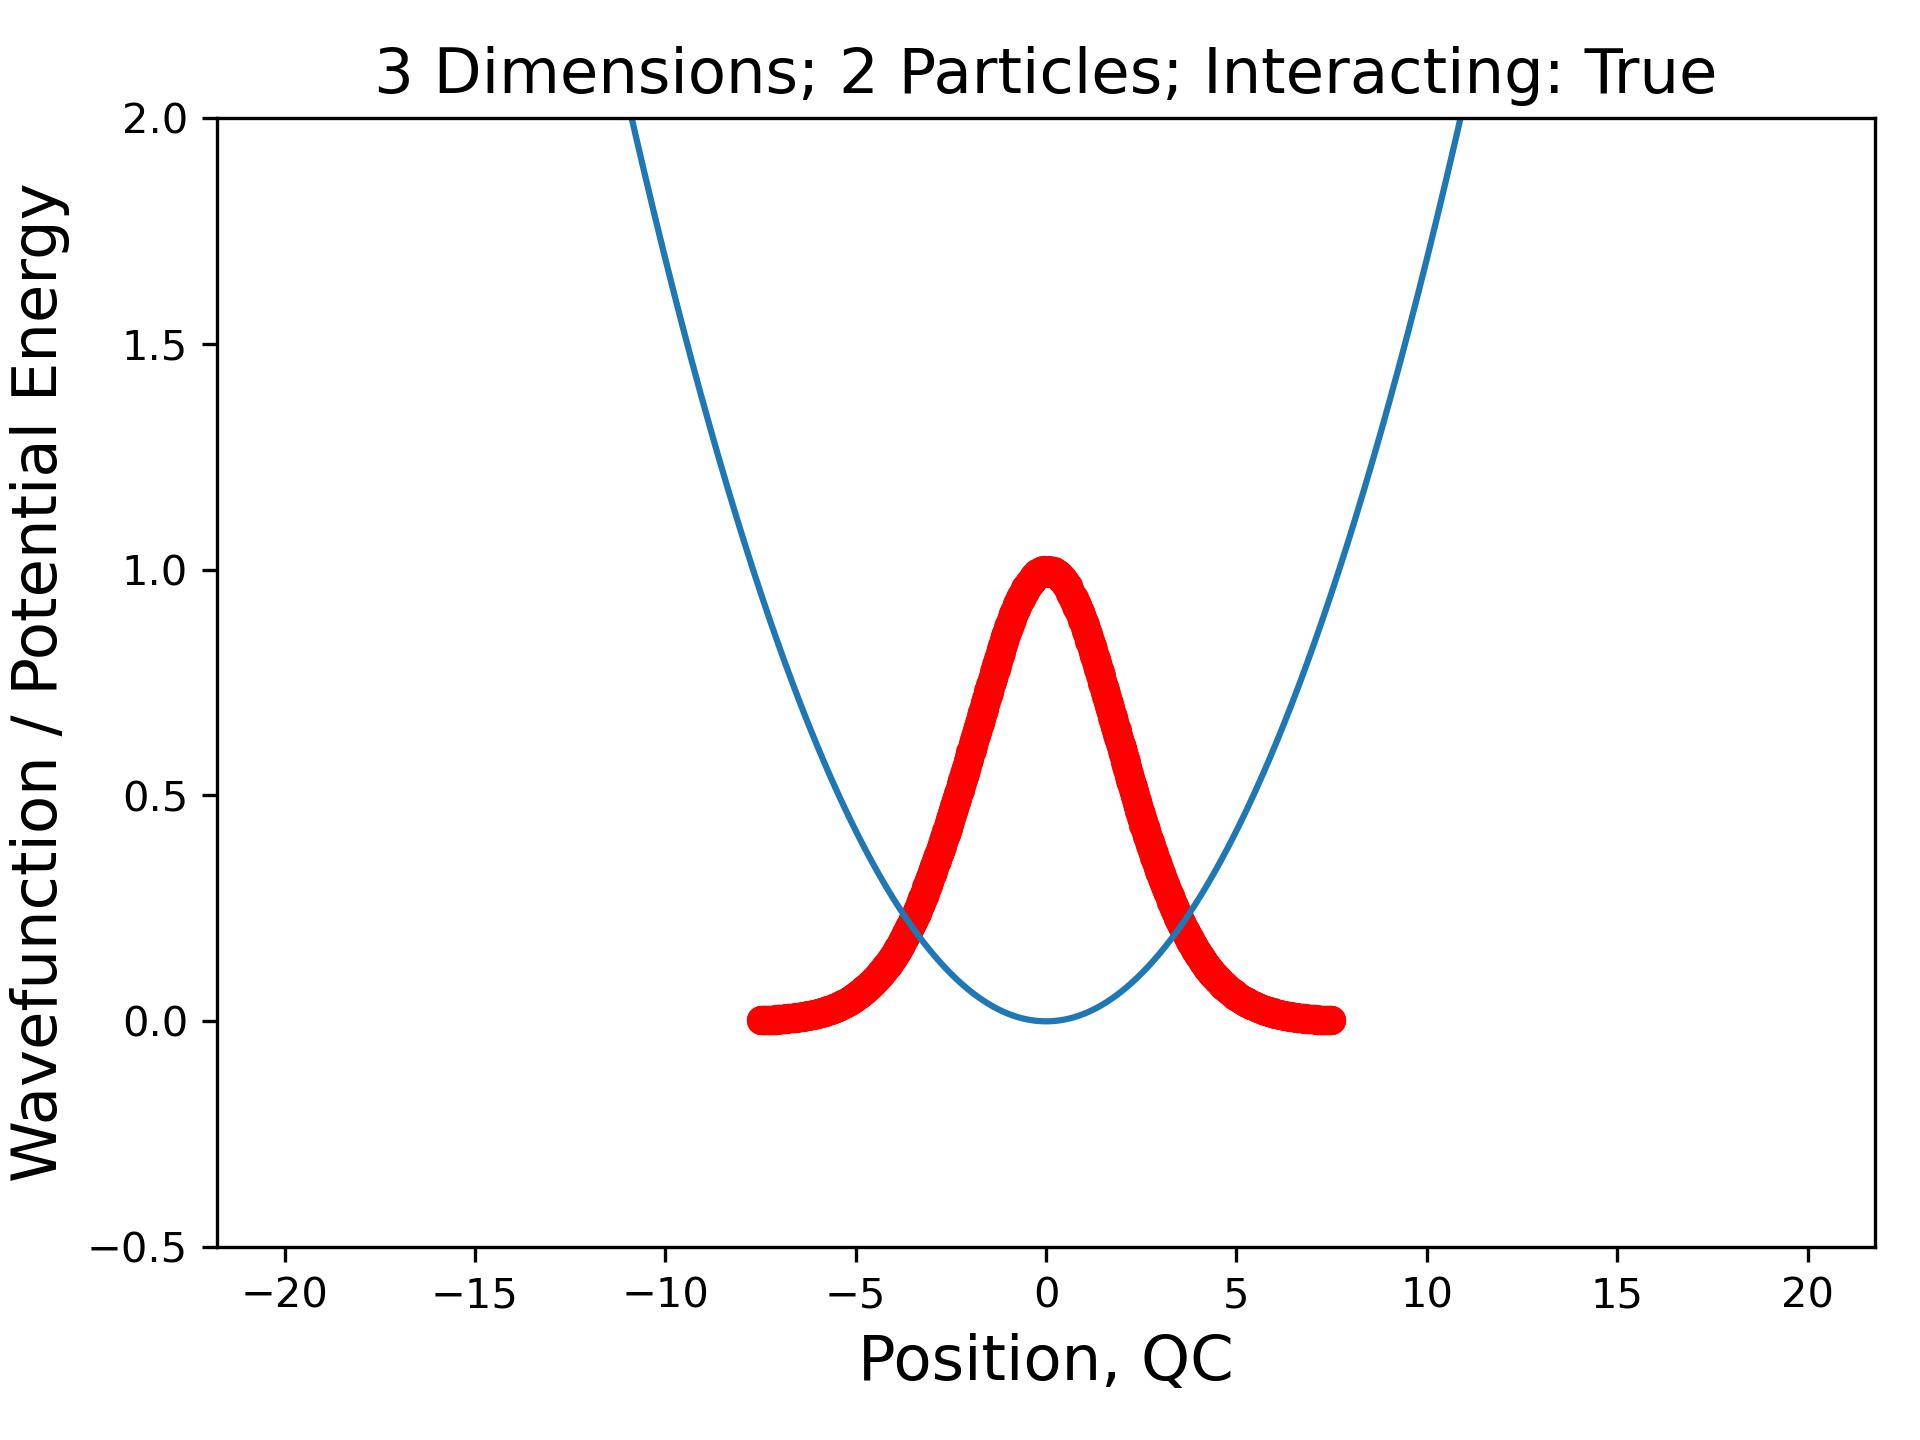 3 Dimensions; 2 Particles; Interacting: True
Wavefunction / Potential Energy
2.0
1.5
1.0
0.5
0.0
−0.5
−20 −15 −10 −5 0 5 10 15 20
Position, QC